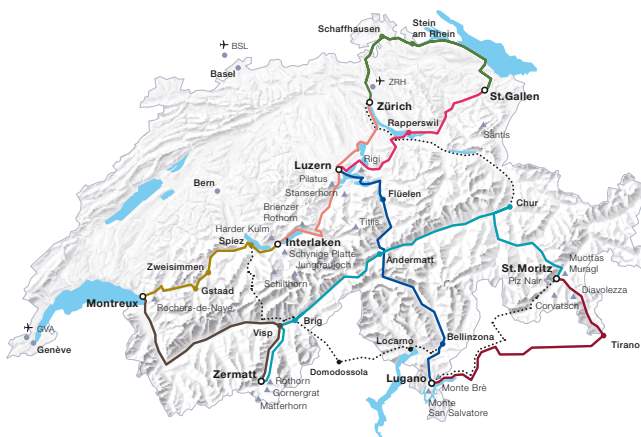 Schaffhausen
Stein
am Rhein
BSL
Basel
ZRH
Zürich
St.Gallen
Rapperswil
Säntis
Luzern
Rigi
Pilatus
Stanserhorn
Bern
Flüelen
Brienzer
Rothorn
Titlis
Chur
Harder Kulm
Spiez
Interlaken
Schynige Platte
Jungfraujoch
Andermatt
Zweisimmen
Schilthorn
St.Moritz
Muottas
Muragl
Piz Nair
Diavolezza
Gstaad
Montreux
Rochers-de-Naye
Corvatsch
GVA
Genève
Visp
Brig
Locarno
Bellinzona
Tirano
Domodossola
Zermatt
Rothorn
Gornergrat
Matterhorn
Lugano
Monte Brè
Monte
San Salvatore